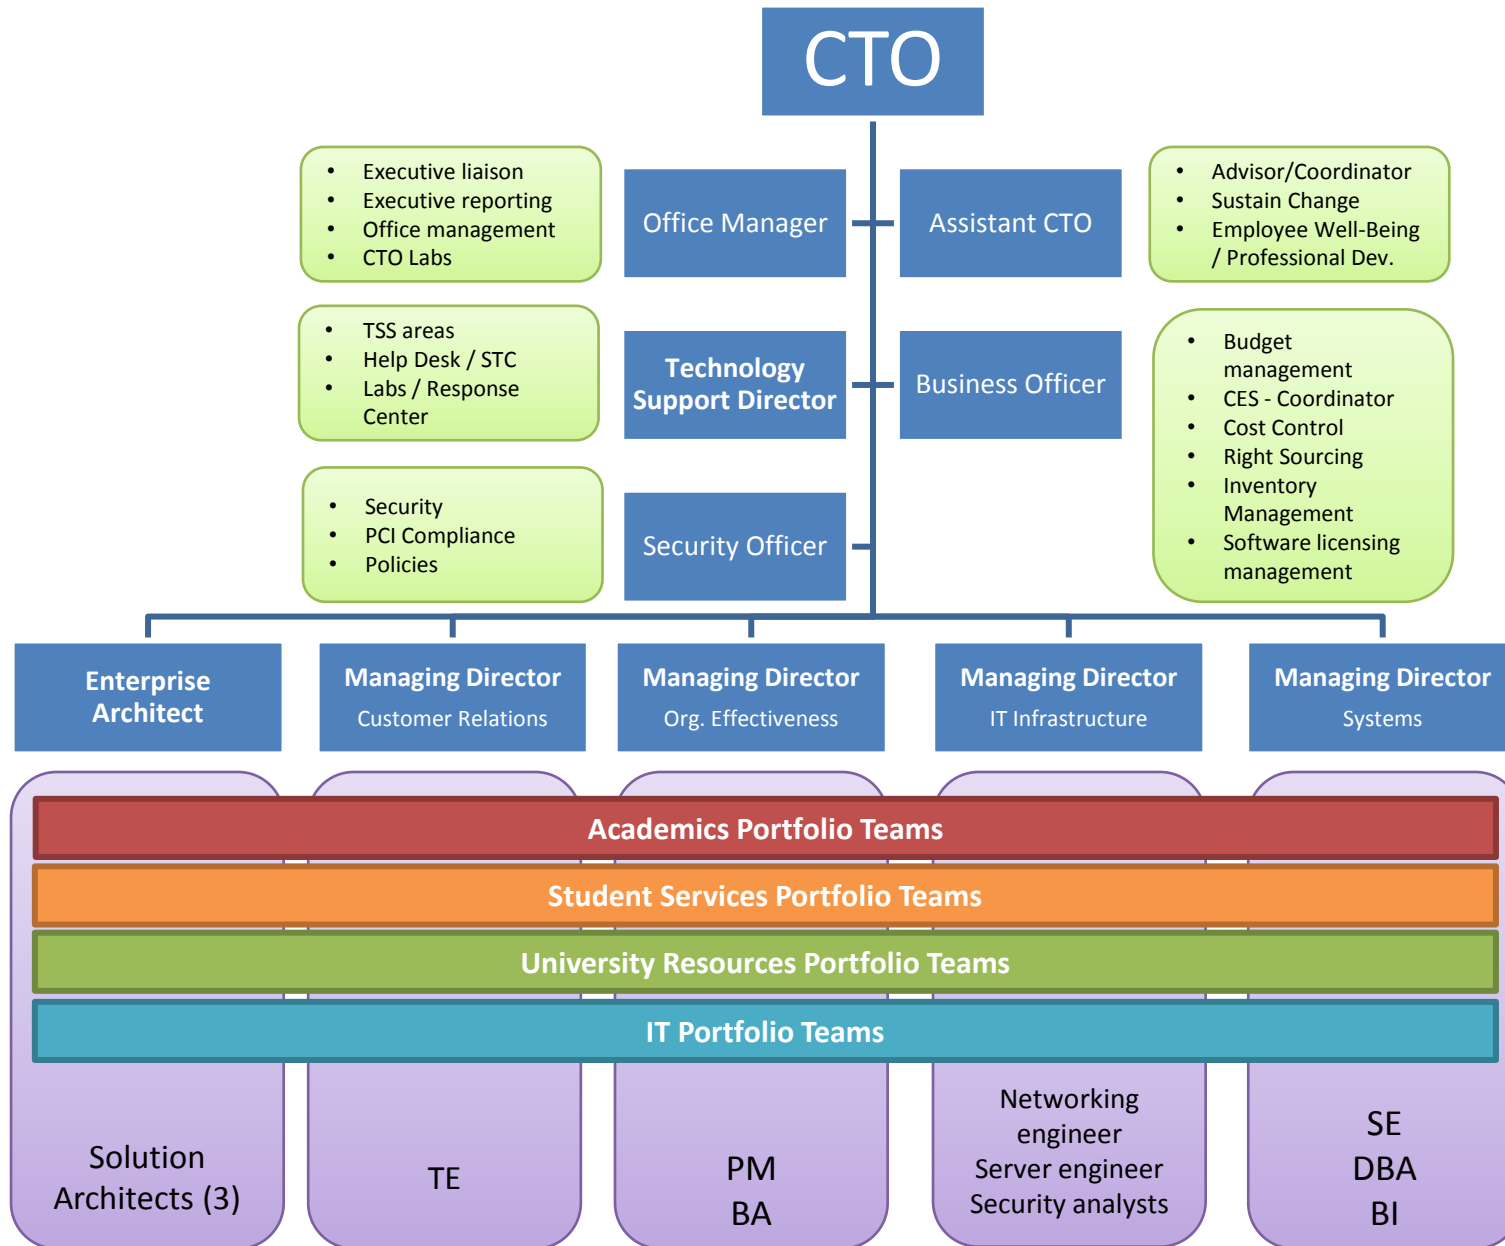 CTO
• Executive liaison
• Executive reporting
• Office management
• CTO Labs
Office Manager
Assistant CTO
• Advisor/Coordinator
• Sustain Change
• Employee Well-Being
/ Professional Dev.
• TSS areas
• Help Desk / STC
• Labs / Response
Center
Technology
Support Director
Business Officer
• Budget
management
• CES - Coordinator
• Cost Control
• Right Sourcing
• Inventory
Management
• Software licensing
management
• Security
• PCI Compliance
• Policies
Security Officer
Enterprise
Architect
Managing Director
Customer Relations
Managing Director
Org. Effectiveness
Managing Director
IT Infrastructure
Managing Director
Systems
Academics Portfolio Teams
Student Services Portfolio Teams
University Resources Portfolio Teams
IT Portfolio Teams
Solution
Architects (3)
TE
PM
BA
Networking
engineer
Server engineer
Security analysts
SE
DBA
BI